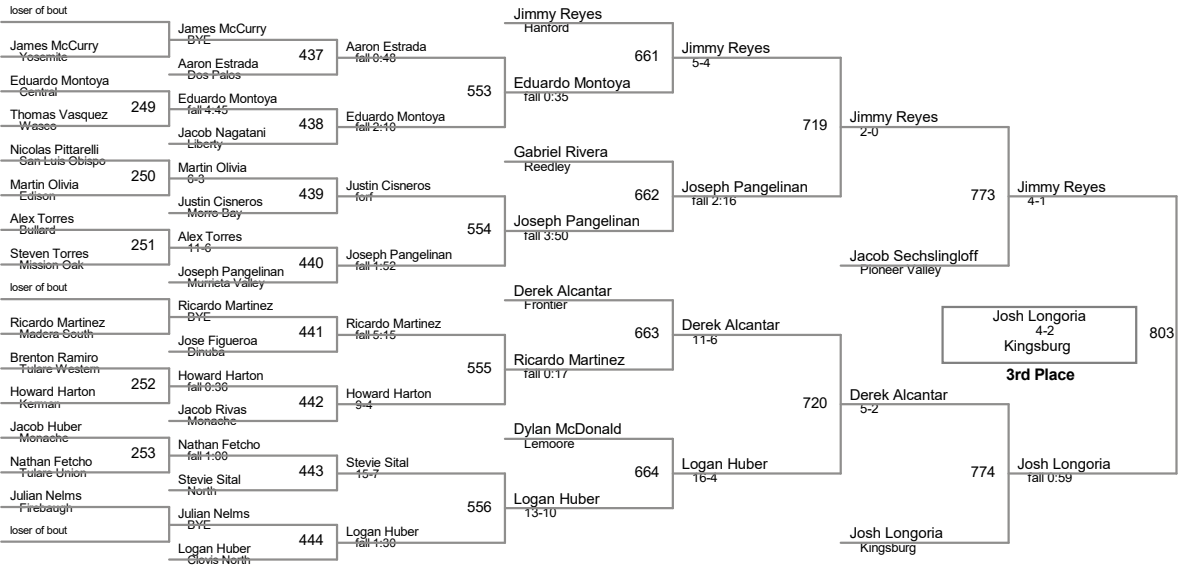 loser of bout
James McCurry
Yosemite
Eduardo Montoya
Central
249
Thomas Vasquez
Wasco
Nicolas Pittarelli
San Luis Obispo
250
Martin Olivia
Edison
Alex Torres
Bullard
251
Steven Torres
Mission Oak
loser of bout
Ricardo Martinez
Madera South
Brenton Ramiro
Tulare Western
252
Howard Harton
Kerman
Jacob Huber
Monache
253
Nathan Fetcho
Tulare Union
Julian Nelms
Firebaugh
loser of bout
James McCurry
BYE
437
Aaron Estrada
Dos Palos
Eduardo Montoya
fall 4:45
438
Jacob Nagatani
Liberty
Martin Olivia
6-3
439
Justin Cisneros
Morro Bay
Alex Torres
11-6
440
Joseph Pangelinan
Murrieta Valley
Ricardo Martinez
BYE
441
Jose Figueroa
Dinuba
Howard Harton
fall 0:36
442
Jacob Rivas
Monache
Nathan Fetcho
fall 1:00
443
Stevie Sital
North
Julian Nelms
BYE
444
Logan Huber
Clovis North
Aaron Estrada
fall 0:48
553
Eduardo Montoya
fall 2:10
Justin Cisneros
forf
554
Joseph Pangelinan
fall 1:52
Ricardo Martinez
fall 5:15
555
Howard Harton
9-4
Stevie Sital
15-7
556
Logan Huber
fall 1:30
Jimmy Reyes
Hanford
661
Eduardo Montoya
fall 0:35
Gabriel Rivera
Reedley
662
Joseph Pangelinan
fall 3:50
Derek Alcantar
Frontier
663
Ricardo Martinez
fall 0:17
Dylan McDonald
Lemoore
664
Logan Huber
13-10
Jimmy Reyes
5-4
719
Joseph Pangelinan
fall 2:16
Derek Alcantar
11-6
720
Logan Huber
16-4
Jimmy Reyes
2-0
773
Jacob Sechslingloff
Pioneer Valley
Derek Alcantar
5-2
774
Josh Longoria
Kingsburg
Jimmy Reyes
4-1
803
Josh Longoria
fall 0:59
Josh Longoria
4-2
Kingsburg
3rd Place